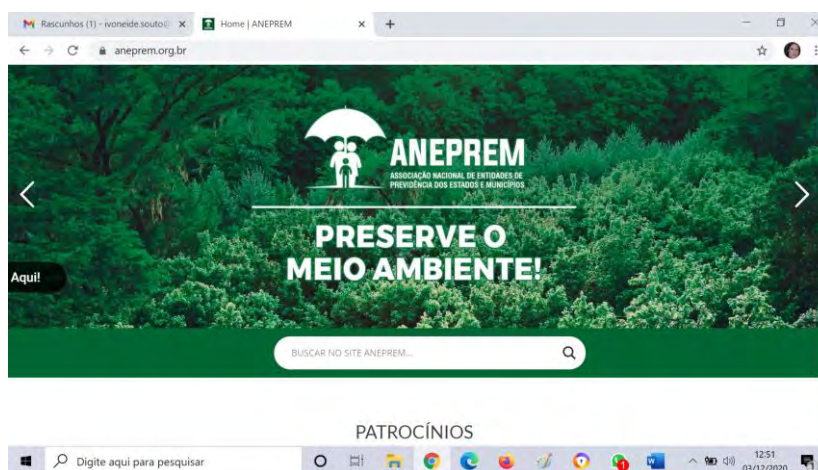 Rascunhos (1) - ivoneide.souto@
Home | ANEPREM
aneprem.org.br
ANEPREM
ASSOCIAÇÃO NACIONAL DE ENTIDADES DE
PREVIDÊNCIA DOS ESTADOS E MUNICÍPIOS
PRESERVE O
MEIO AMBIENTE!
Aqui!
BUSCAR NO SITE ANEPREM...
PATROCÍNIOS
Digite aqui para pesquisar
12:51
03/12/2020